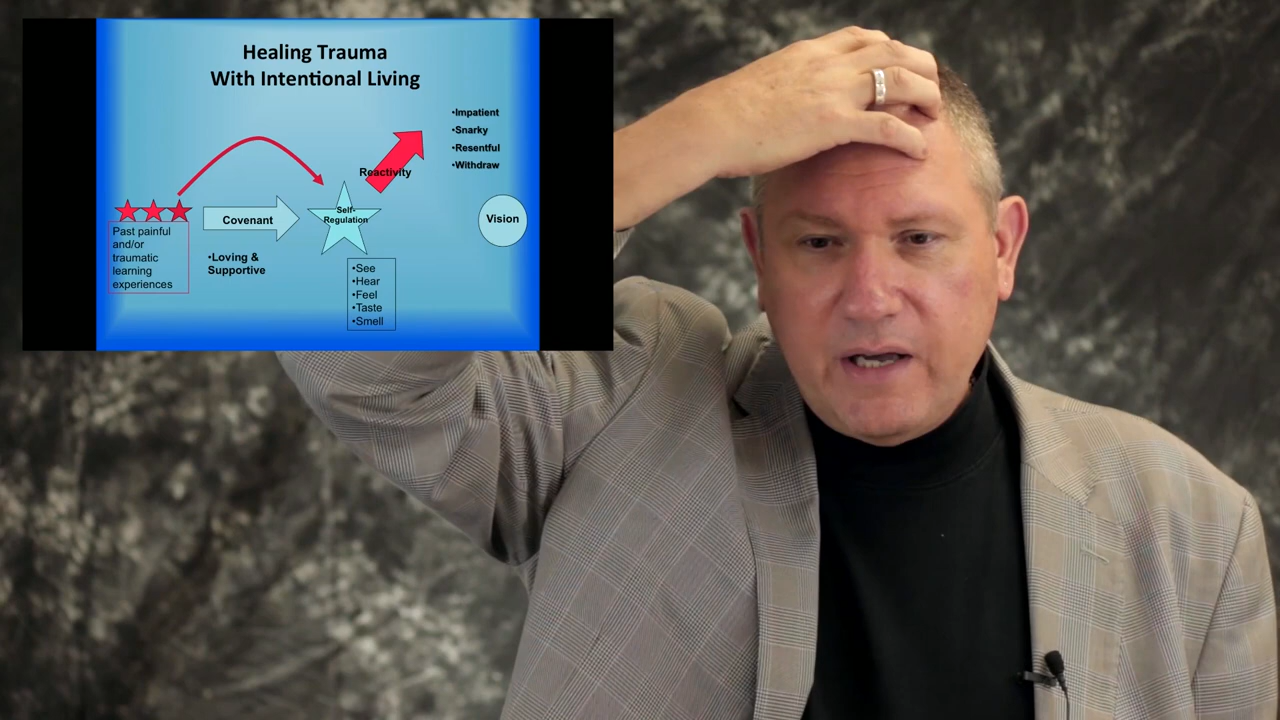 Healing Trauma
With Intentional Living
•Impatient
•Snarky
•Resentful
•Withdraw
Reactivity
Self-
Regulation
Covenant
Vision
Past painful
and/or
traumatic
learning
experiences
•Loving &
Supportive
•See
•Hear
•Feel
•Taste
•Smell